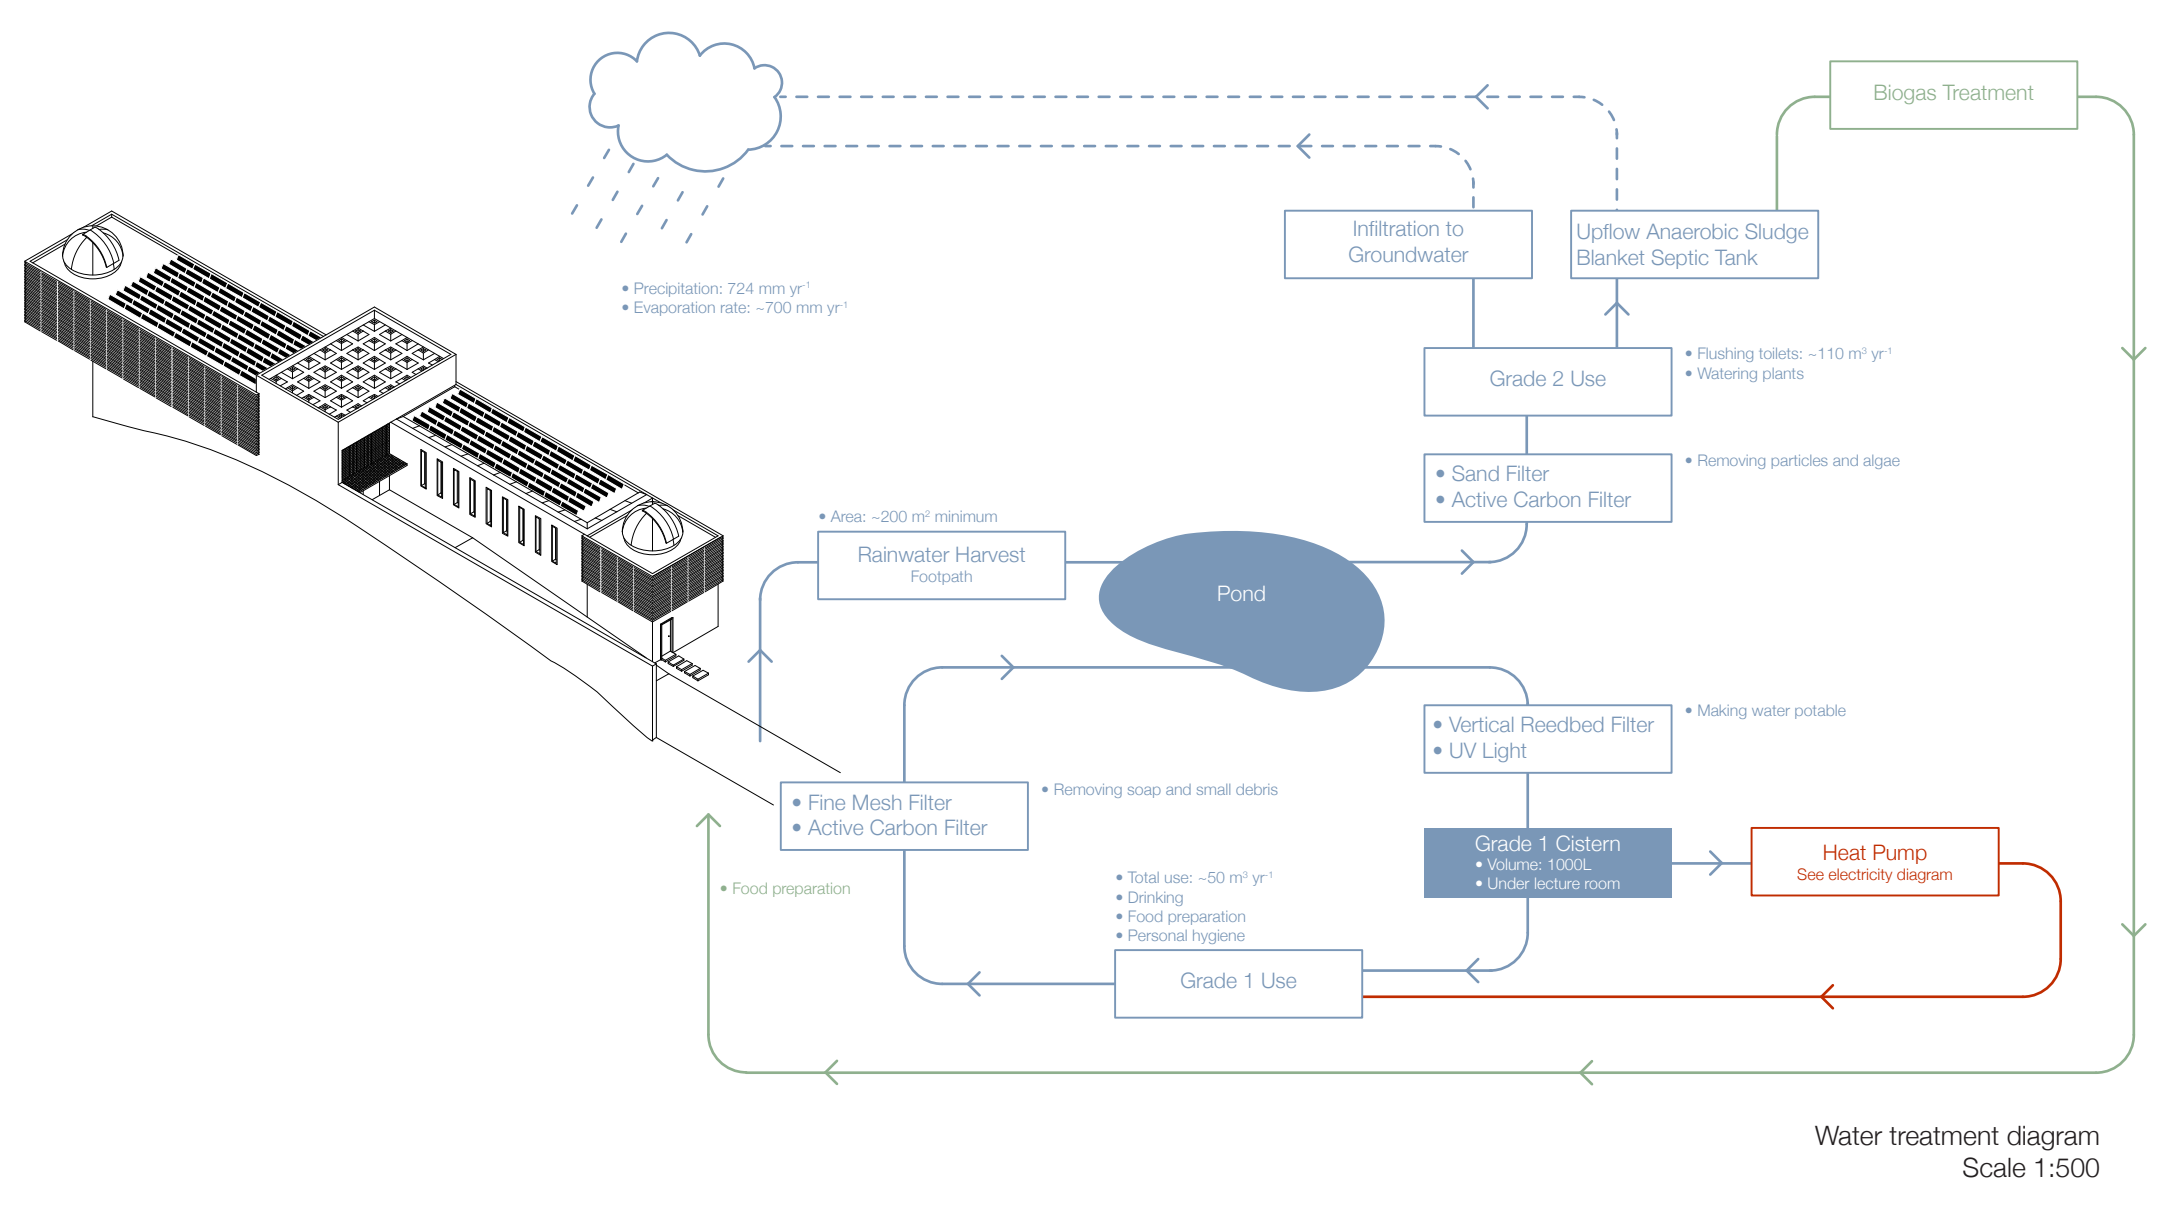 Biogas Treatment
Infiltration to
Groundwater
Upflow Anaerobic Sludge
Blanket Septic Tank
• Precipitation: 724 mm yr⁻¹
• Evaporation rate: ~700 mm yr⁻¹
Grade 2 Use
• Flushing toilets: ~110 m³ yr⁻¹
• Watering plants
• Sand Filter
• Active Carbon Filter
• Removing particles and algae
• Area: ~200 m² minimum
Rainwater Harvest
Footpath
Pond
• Vertical Reedbed Filter
• UV Light
• Making water potable
• Fine Mesh Filter
• Active Carbon Filter
• Removing soap and small debris
Grade 1 Cistern
• Volume: 1000L
• Under lecture room
Heat Pump
See electricity diagram
• Food preparation
• Total use: ~50 m³ yr⁻¹
• Drinking
• Food preparation
• Personal hygiene
Grade 1 Use
Water treatment diagram
Scale 1:500